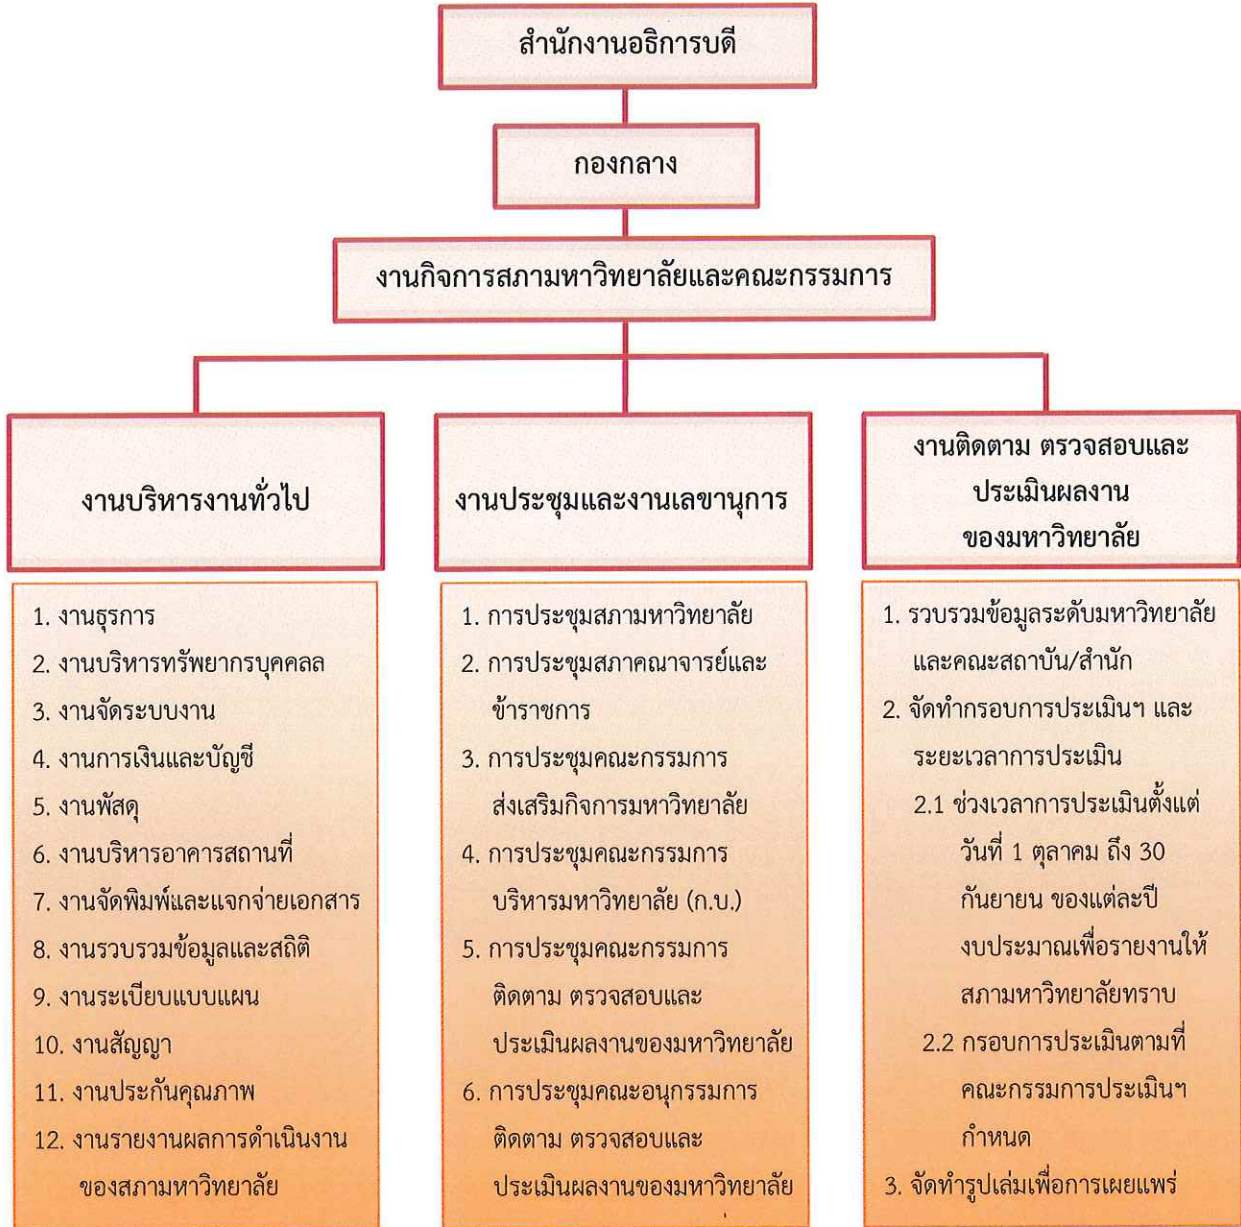 สำนักงานอธิการบดี
กองกลาง
งานกิจการสภามหาวิทยาลัยและคณะกรรมการ
งานบริหารงานทั่วไป
1. งานธุรการ
2. งานบริหารทรัพยากรบุคคลล
3. งานจัดระบบงาน
4. งานการเงินและบัญชี
5. งานพัสดุ
6. งานบริหารอาคารสถานที่
7. งานจัดพิมพ์และแจกจ่ายเอกสาร
8. งานรวบรวมข้อมูลและสถิติ
9. งานระเบียบแบบแผน
10. งานสัญญา
11. งานประกันคุณภาพ
12. งานรายงานผลการดำเนินงาน
ของสภามหาวิทยาลัย
งานประชุมและงานเลขานุการ
1. การประชุมสภามหาวิทยาลัย
2. การประชุมสภาคณาจารย์และ
ข้าราชการ
3. การประชุมคณะกรรมการ
ส่งเสริมกิจการมหาวิทยาลัย
4. การประชุมคณะกรรมการ
บริหารมหาวิทยาลัย (ก.บ.)
5. การประชุมคณะกรรมการ
ติดตาม ตรวจสอบและ
ประเมินผลงานของมหาวิทยาลัย
6. การประชุมคณะอนุกรรมการ
ติดตาม ตรวจสอบและ
ประเมินผลงานของมหาวิทยาลัย
งานติดตาม ตรวจสอบและ
ประเมินผลงาน
ของมหาวิทยาลัย
1. รวบรวมข้อมูลระดับมหาวิทยาลัย
และคณะสถาบัน/สำนัก
2. จัดทำกรอบการประเมินฯ และ
ระยะเวลาการประเมิน
2.1 ช่วงเวลาการประเมินตั้งแต่
วันที่ 1 ตุลาคม ถึง 30
กันยายน ของแต่ละปี
งบประมาณเพื่อรายงานให้
สภามหาวิทยาลัยทราบ
2.2 กรอบการประเมินตามที่
คณะกรรมการประเมินฯ
กำหนด
3. จัดทำรูปเล่มเพื่อการเผยแพร่